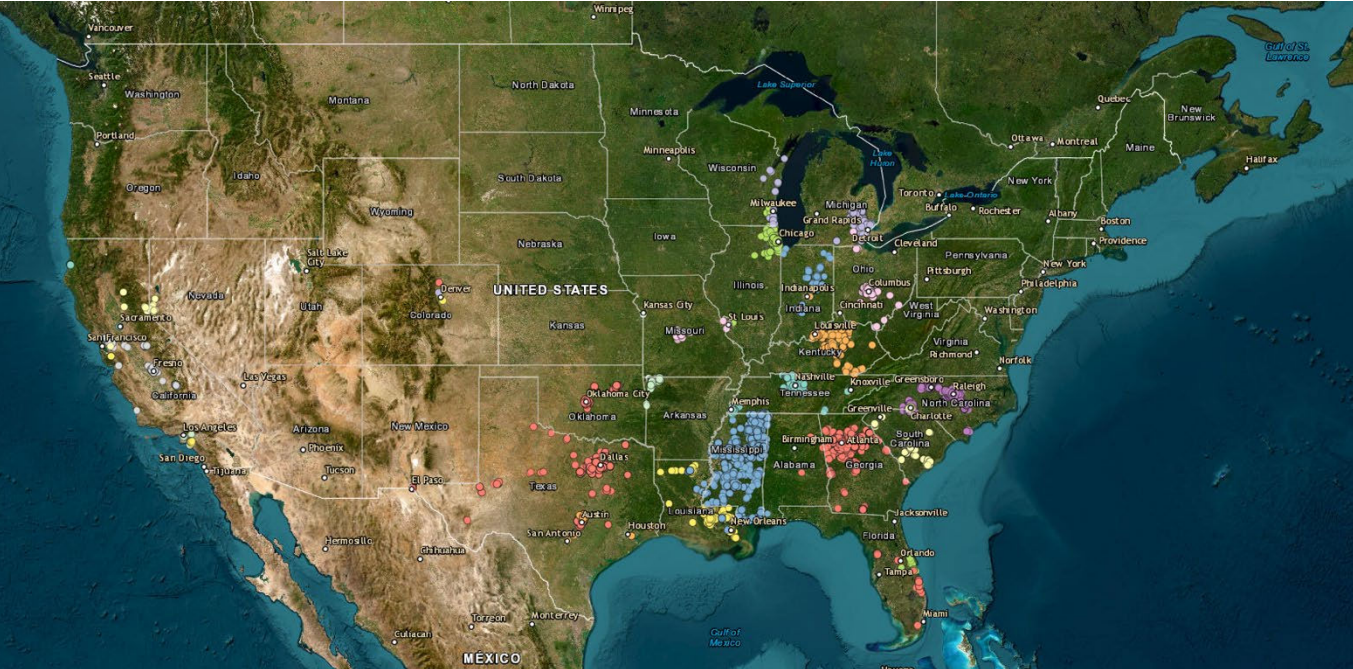 Winnipeg
Vancouver
Gulf of St.
Lawrence
Seattle
Washington
North Dakota
Lake Superior
Montana
Minnesota
Quebec
New
Brunswick
Portland
Ottawa
Montreal
Maine
Minneapolis
Lake
Huron
Halifax
Wisconsin
Idaho
South Dakota
New York
Oregon
Toronto
Lake Ontario
Milwaukee
Michigan
Buffalo
Rochester
Wyoming
Grand Rapids
Albany
Boston
Chicago
Detroit
Iowa
Cleveland
Providence
Nebraska
Salt Lake
City
Pennsylvania
New York
Ohio
Pittsburgh
Denver
UNITED STATES
Illinois
Indianapolis
Columbus
Philadelphia
Nevada
Utah
Kansas City
Indiana
Cincinnati
West
Virginia
Washington
Sacramento
Colorado
St. Louis
Kansas
Missouri
Louisville
San Francisco
Virginia
Kentucky
Richmond
Norfolk
Fresno
Las Vegas
Nashville
Knoxville
Greensboro
Raleigh
California
Oklahoma City
Tennessee
Memphis
North Carolina
Oklahoma
Arkansas
Greenville
Charlotte
Los Angeles
Arizona
New Mexico
South
Carolina
Birmingham
Atlanta
Phoenix
Mississippi
San Diego
Dallas
Alabama
Georgia
Tijuana
Tucson
El Paso
Texas
Louisiana
Austin
New Orleans
Jacksonville
Houston
San Antonio
Florida
Hermosillo
Chihuahua
Orlando
Tampa
Miami
Torreon
Monterrey
Culiacan
Gulf of
Mexico
MÉXICO